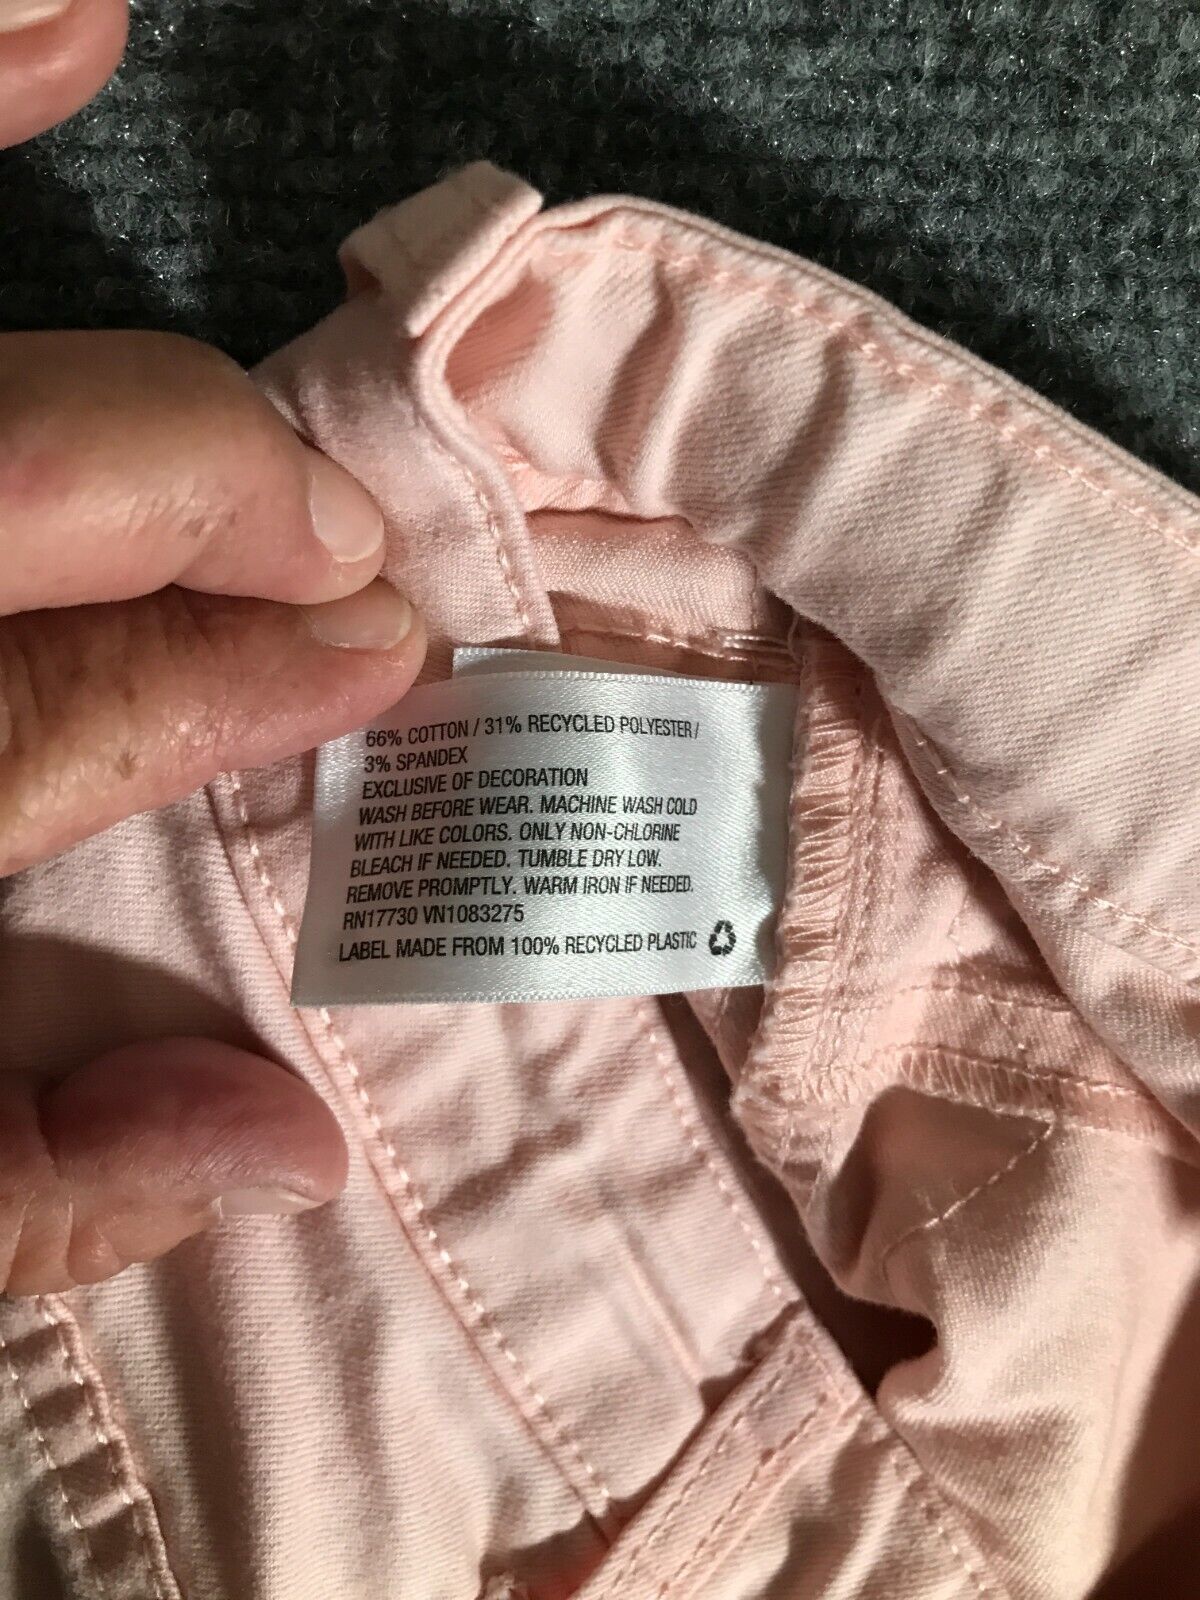 66% COTTON / 31% RECYCLED POLYESTER /
3% SPANDEX
EXCLUSIVE OF DECORATION
WASH BEFORE WEAR. MACHINE WASH COLD
WITH LIKE COLORS. ONLY NON-CHLORINE
BLEACH IF NEEDED. TUMBLE DRY LOW.
REMOVE PROMPTLY. WARM IRON IF NEEDED.
RN17730 VN1083275
LABEL MADE FROM 100% RECYCLED PLASTIC